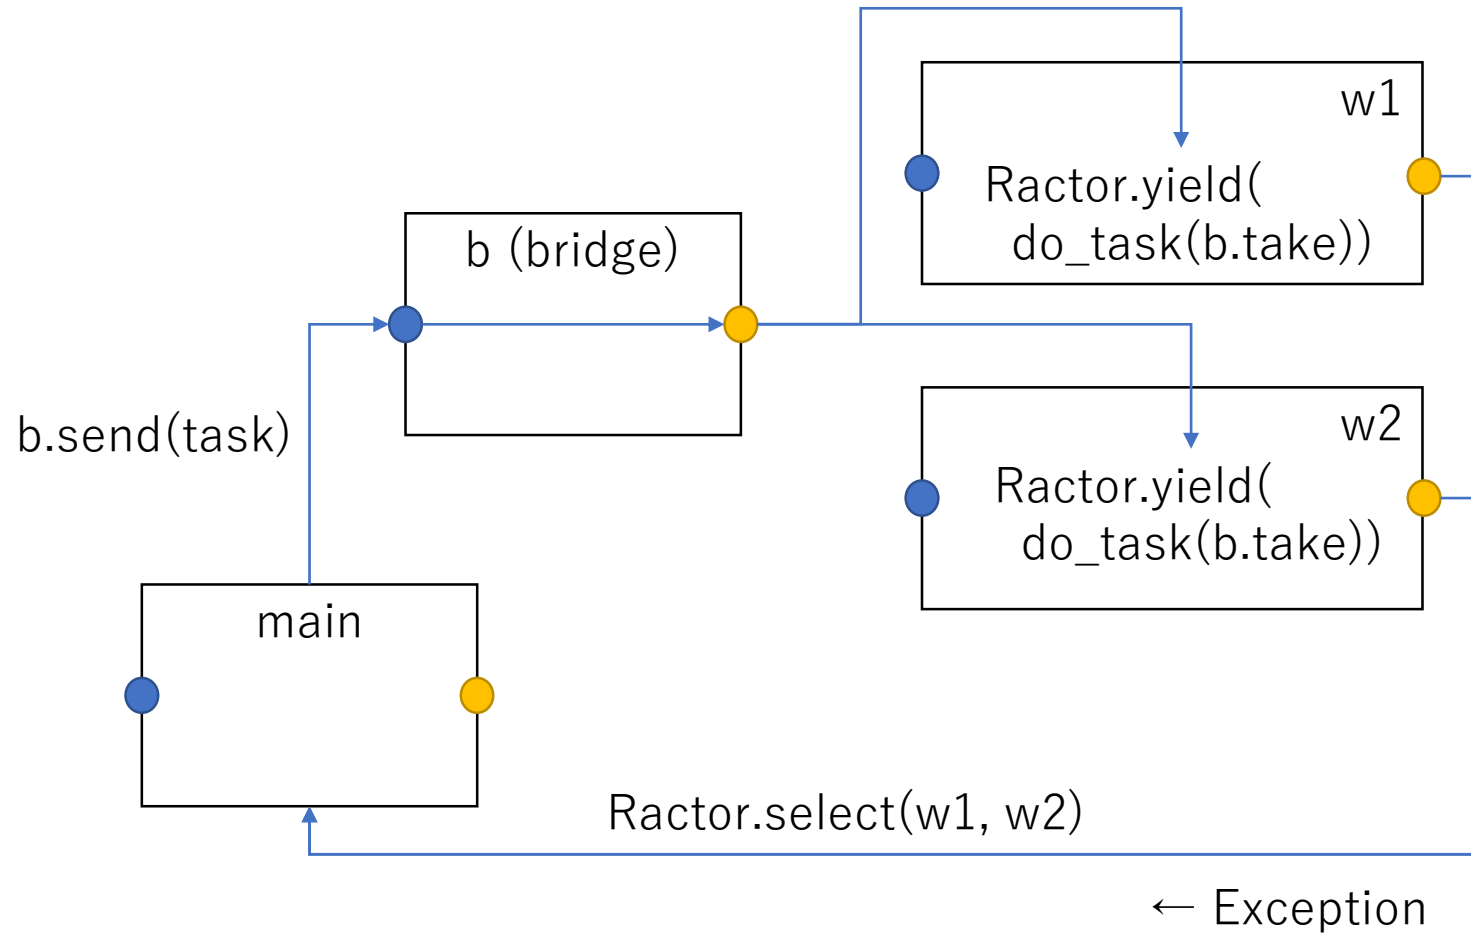 w1
Ractor.yield(
do_task(b.take))
b (bridge)
b.send(task)
w2
Ractor.yield(
do_task(b.take))
main
Ractor.select(w1, w2)
← Exception